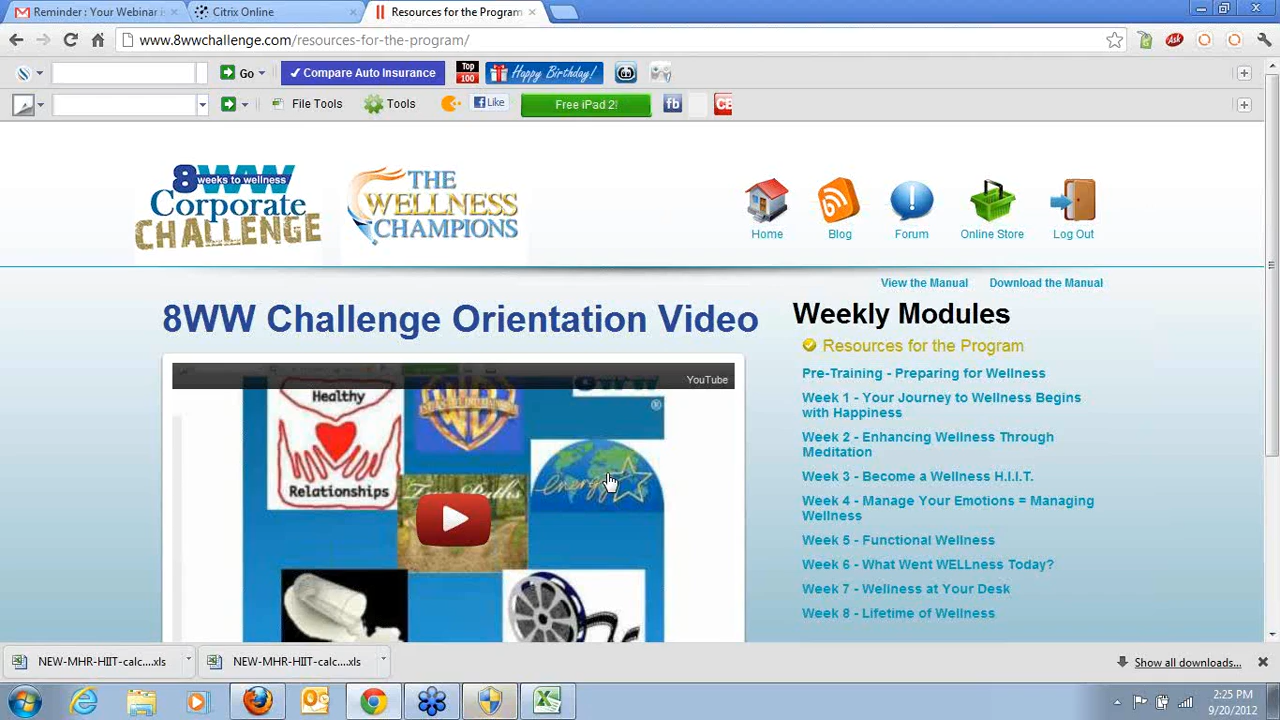 Reminder : Your Webinar is
Citrix Online
Resources for the Program
www.8wwchallenge.com/resources-for-the-program/
Ask
Go
✓ Compare Auto Insurance
Top 100
Happy Birthday!
File Tools
Tools
Like
Free iPad 2!
fb
8WW
weeks to wellness
Corporate
CHALLENGE
THE
WELLNESS
CHAMPIONS
Home
Blog
Forum
Online Store
Log Out
View the Manual
Download the Manual
8WW Challenge Orientation Video
Weekly Modules
Resources for the Program
Pre-Training - Preparing for Wellness
Week 1 - Your Journey to Wellness Begins
with Happiness
Week 2 - Enhancing Wellness Through
Meditation
Week 3 - Become a Wellness H.I.I.T.
Week 4 - Manage Your Emotions = Managing
Wellness
Week 5 - Functional Wellness
Week 6 - What Went WELLness Today?
Week 7 - Wellness at Your Desk
Week 8 - Lifetime of Wellness
YouTube
Healthy
Relationships
Two Paths
energy
®
NEW-MHR-HIIT-calc....xls
NEW-MHR-HIIT-calc....xls
Show all downloads...
2:25 PM
9/20/2012